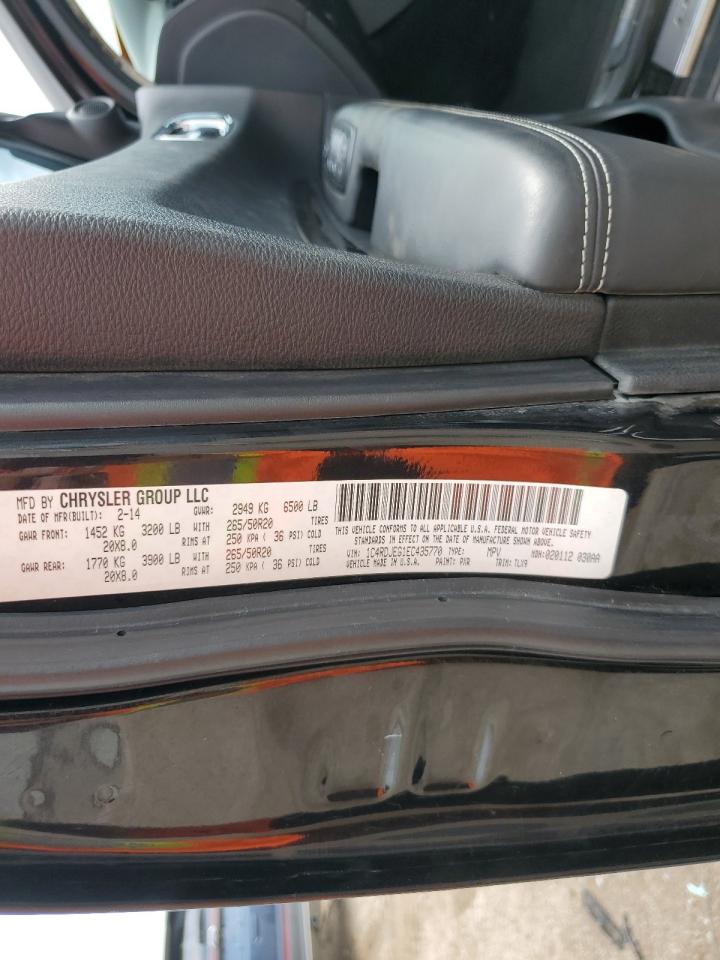 MFD BY CHRYSLER GROUP LLC
DATE OF MFR(BUILT): 2-14 GVWR: 2949 KG 6500 LB
GAWR FRONT: 1452 KG 3200 LB WITH 265/50R20 TIRES
20X8.0 RIMS AT 250 KPA ( 36 PSI) COLD
GAWR REAR: 1770 KG 3900 LB WITH 265/50R20 TIRES
20X8.0 RIMS AT 250 KPA ( 36 PSI) COLD
THIS VEHICLE CONFORMS TO ALL APPLICABLE U.S.A. FEDERAL MOTOR VEHICLE SAFETY
STANDARDS IN EFFECT ON THE DATE OF MANUFACTURE SHOWN ABOVE.
VIN: 1C4RDJEG1EC435770 TYPE: MPV MDH: 020112 030AA
VEHICLE MADE IN U.S.A. PAINT: PXR TRIM: TLX9